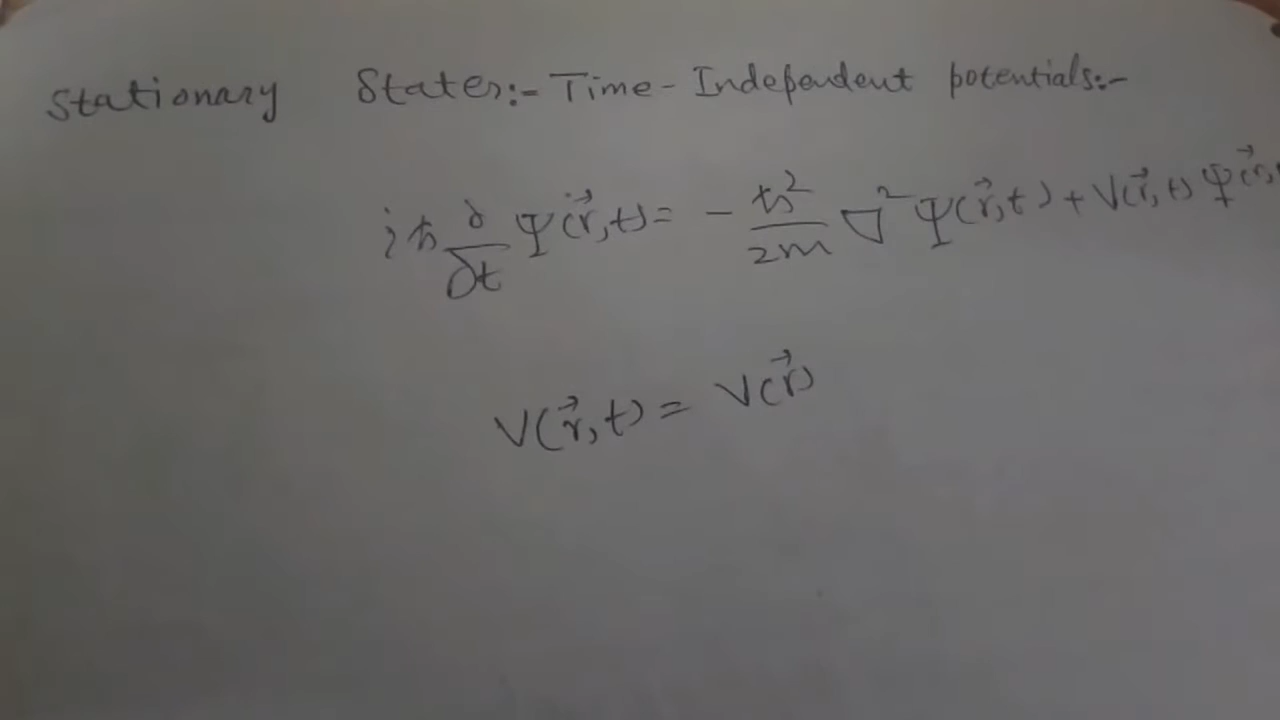 Stationary States:- Time-Independent potentials:-
iℏ ∂/∂t Ψ(r⃗,t) = - ℏ²/2m ∇² Ψ(r⃗,t) + V(r⃗,t) Ψ(r⃗,
V(r⃗,t) = V(r⃗)